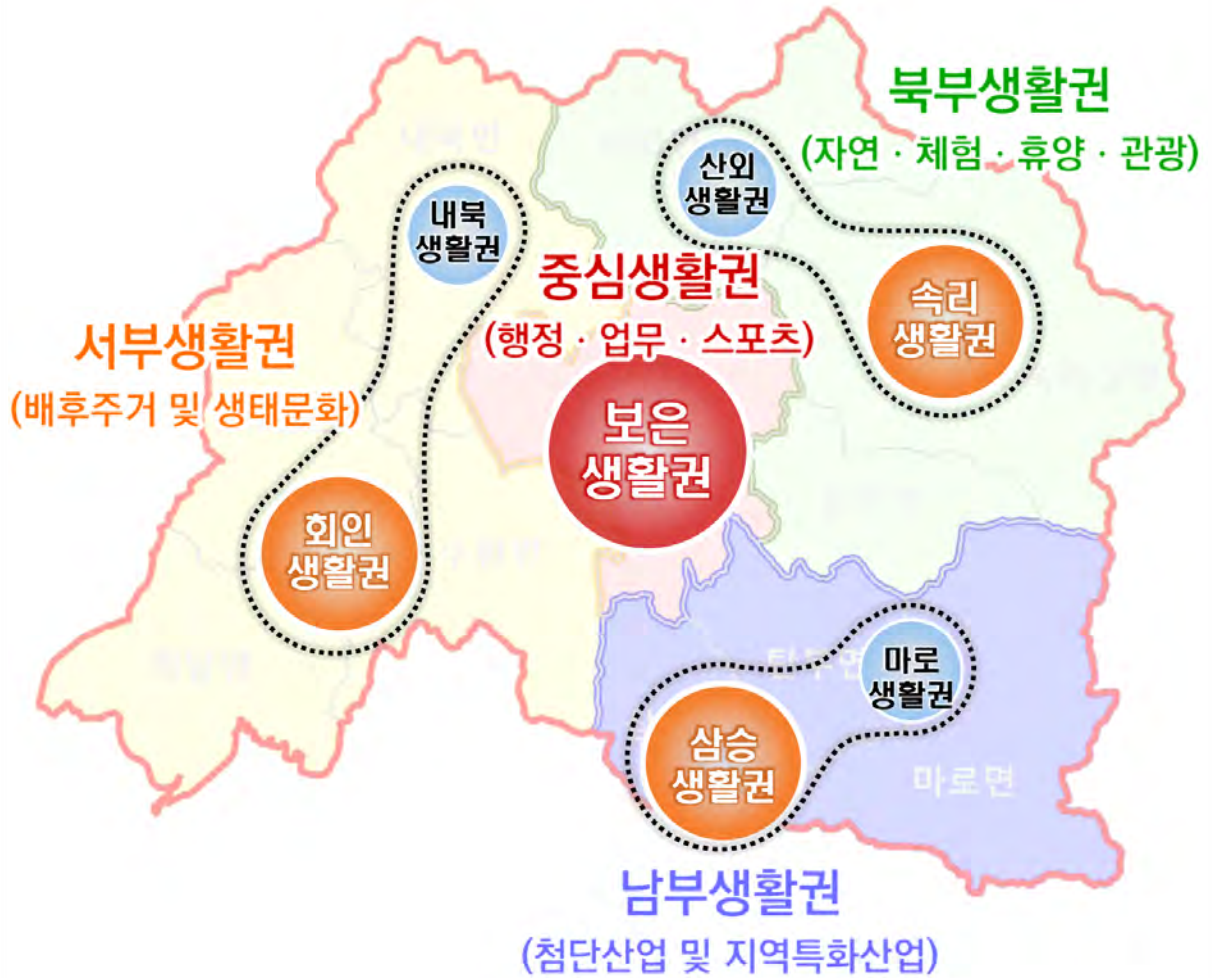 북부생활권
(자연 · 체험 · 휴양 · 관광)
산외
생활권
내북
생활권
중심생활권
(행정 · 업무 · 스포츠)
속리
생활권
서부생활권
(배후주거 및 생태문화)
보은
생활권
회인
생활권
탄부면
마로
생활권
삼승
생활권
마로면
남부생활권
(첨단산업 및 지역특화산업)